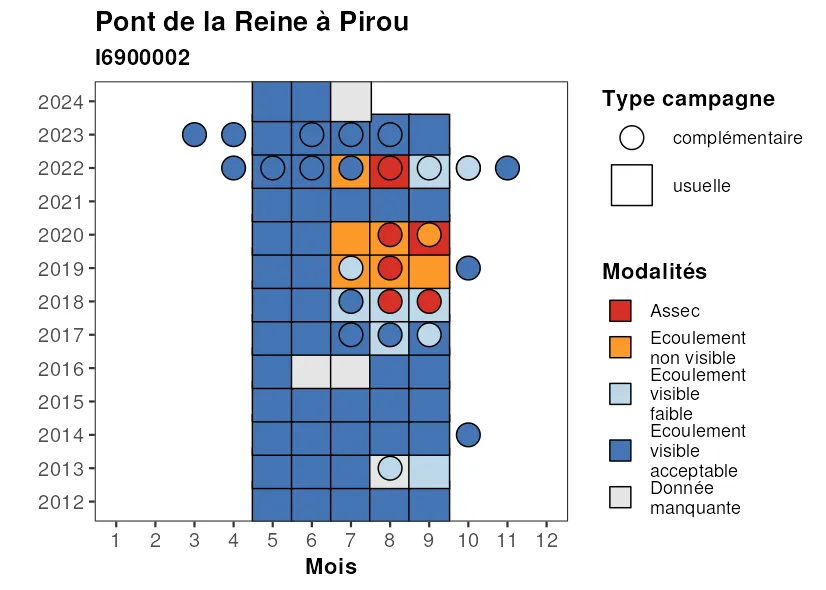 Pont de la Reine à Pirou
I6900002
2024
2023
2022
2021
2020
2019
2018
2017
2016
2015
2014
2013
2012
1 2 3 4 5 6 7 8 9 10 11 12
Mois
Type campagne
complémentaire
usuelle
Modalités
Assec
Ecoulement
non visible
Ecoulement
visible
faible
Ecoulement
visible
acceptable
Donnée
manquante